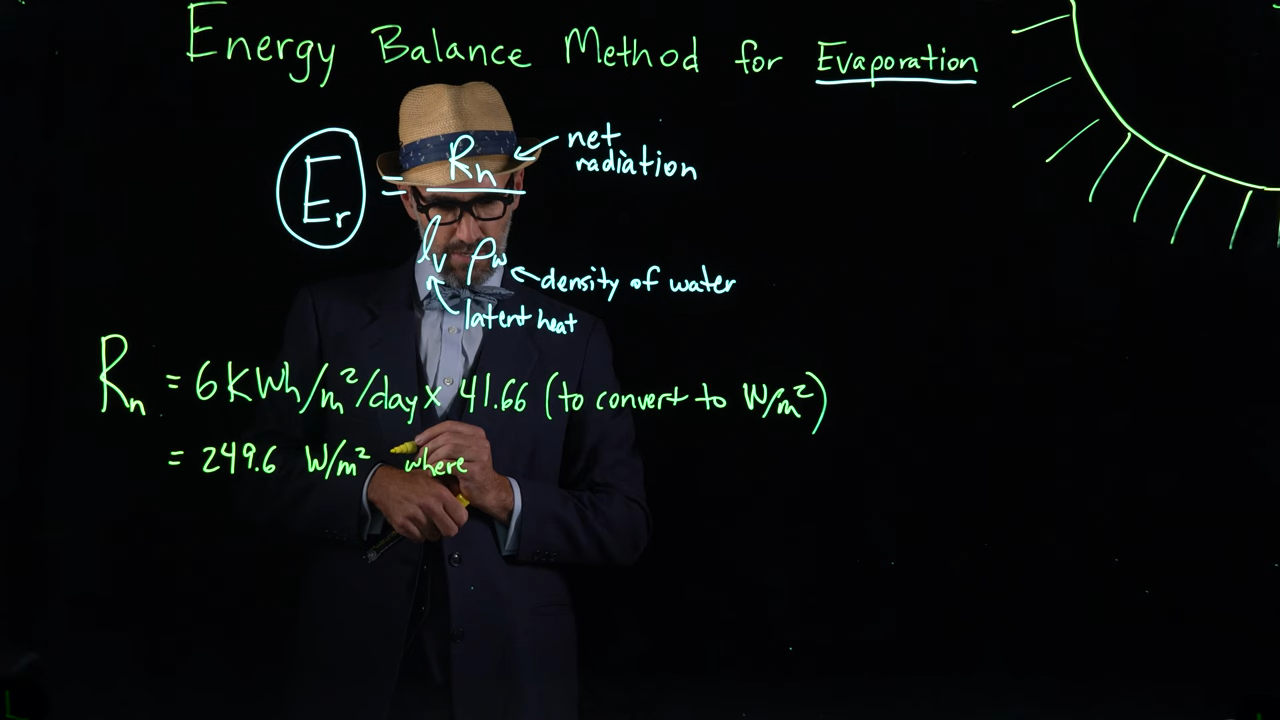 Energy Balance Method for Evaporation
Er = Rn / lv ρw
net radiation
density of water
latent heat
Rn = 6 KWh/m²/day x 41.66 (to convert to W/m²)
= 249.6 W/m² where